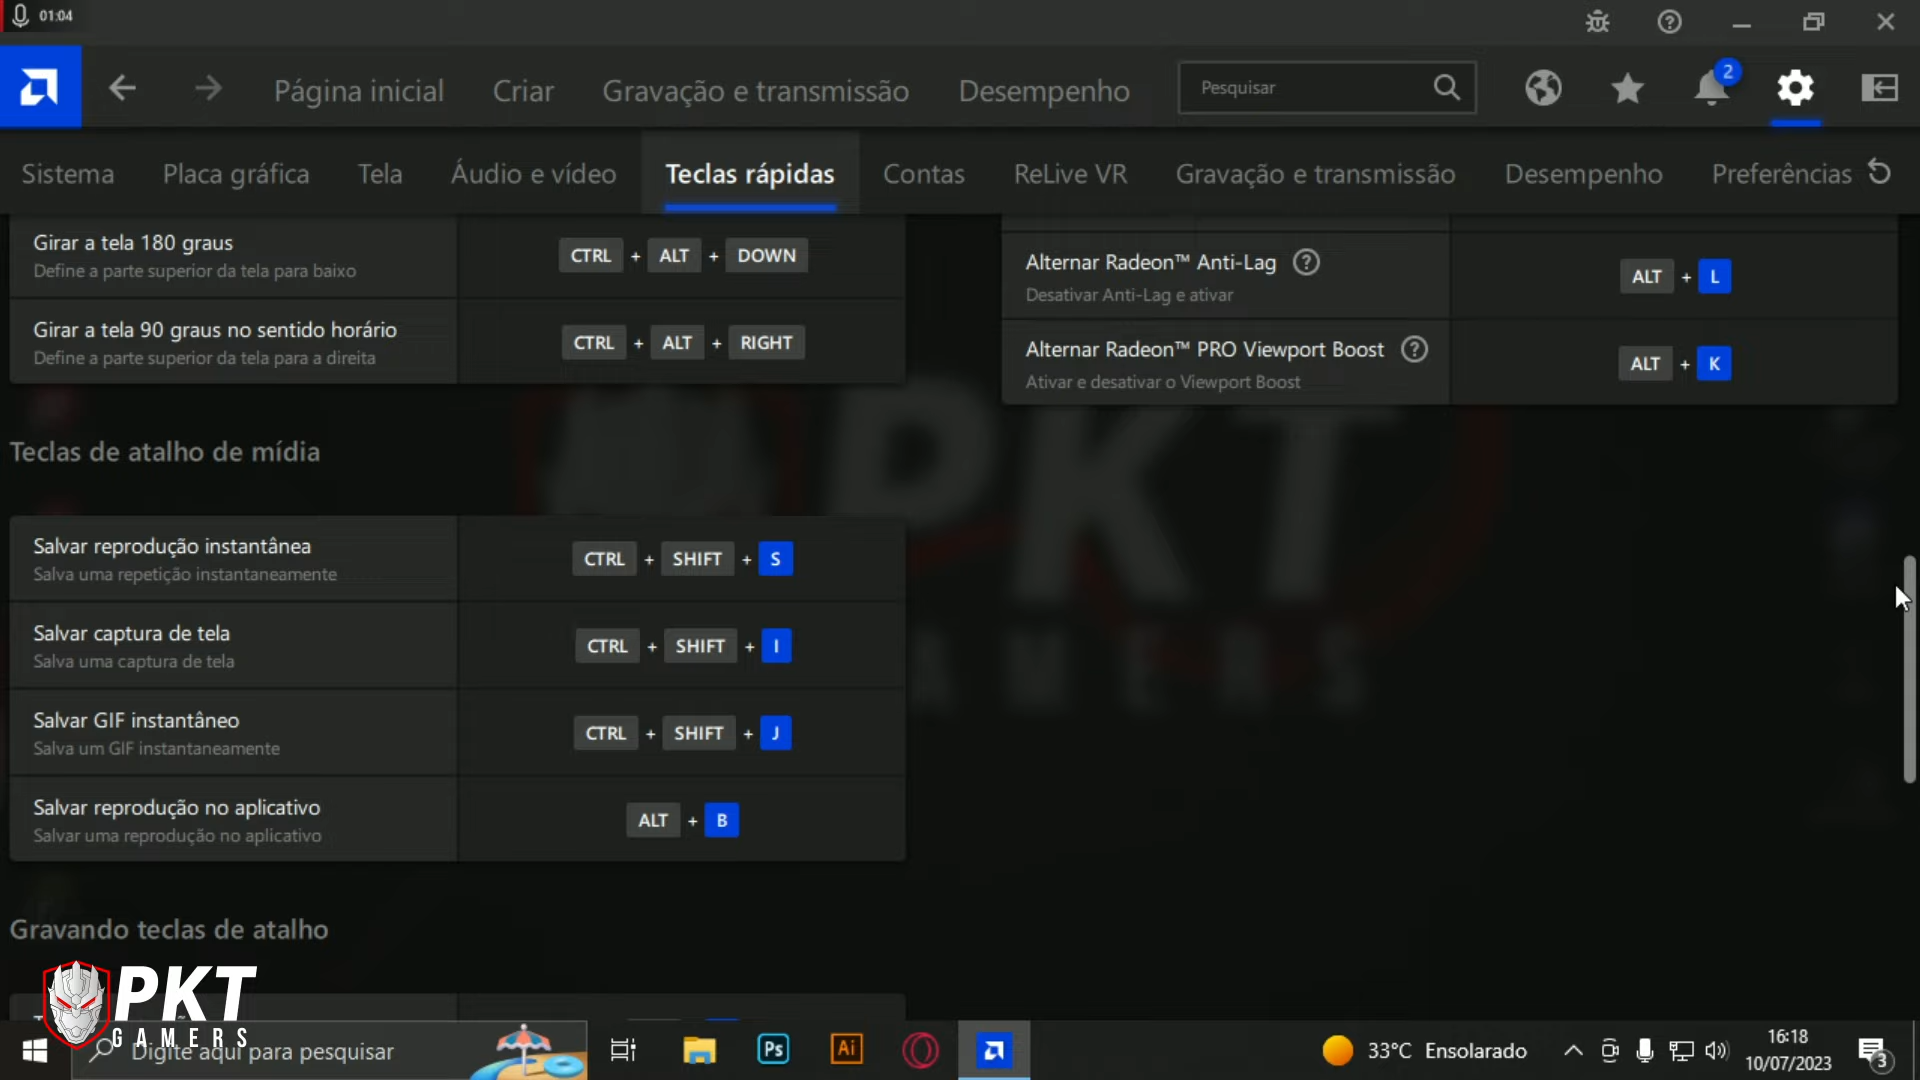 01:04
Página inicial
Criar
Gravação e transmissão
Desempenho
Pesquisar
2
Sistema
Placa gráfica
Tela
Áudio e vídeo
Teclas rápidas
Contas
ReLive VR
Gravação e transmissão
Desempenho
Preferências
Girar a tela 180 graus
Define a parte superior da tela para baixo
CTRL + ALT + DOWN
Girar a tela 90 graus no sentido horário
Define a parte superior da tela para a direita
CTRL + ALT + RIGHT
Alternar Radeon™ Anti-Lag
Desativar Anti-Lag e ativar
ALT + L
Alternar Radeon™ PRO Viewport Boost
Ativar e desativar o Viewport Boost
ALT + K
Teclas de atalho de mídia
Salvar reprodução instantânea
Salva uma repetição instantaneamente
CTRL + SHIFT + S
Salvar captura de tela
Salva uma captura de tela
CTRL + SHIFT + I
Salvar GIF instantâneo
Salva um GIF instantaneamente
CTRL + SHIFT + J
Salvar reprodução no aplicativo
Salvar uma reprodução no aplicativo
ALT + B
PKT
GAMERS
Gravando teclas de atalho
PKT
GAMERS
Digite aqui para pesquisar
Ps
Ai
33°C Ensolarado
16:18
10/07/2023
3